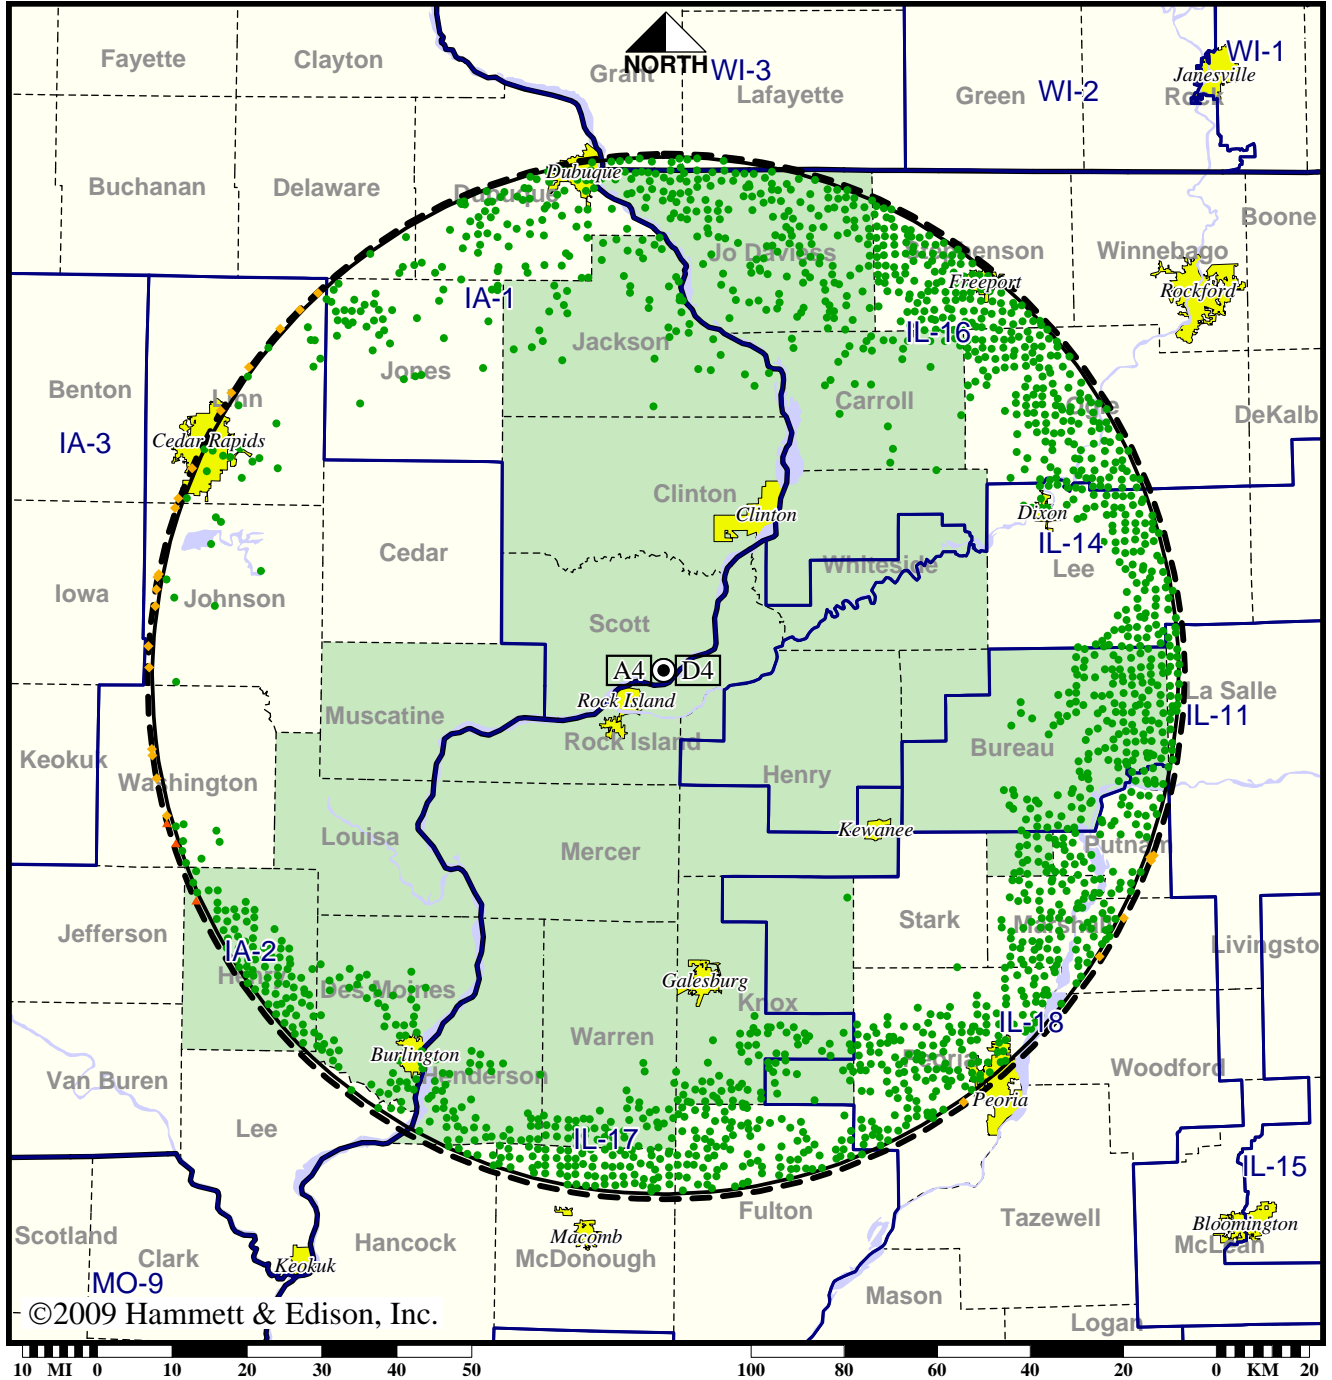 Fayette
Clayton
Grant
NORTH
WI-3
Lafayette
Green
WI-2
WI-1
Janesville
Rock
Buchanan
Delaware
Dubuque
Dubuque
Boone
Jo Daviess
Stephenson
Winnebago
Freeport
Rockford
IA-1
IL-16
Jackson
Jones
Benton
Linn
Carroll
Ogle
DeKalb
IA-3
Cedar Rapids
Clinton
Clinton
Dixon
IL-14
Cedar
Whiteside
Lee
Iowa
Johnson
Scott
A4
D4
Rock Island
La Salle
IL-11
Muscatine
Rock Island
Bureau
Keokuk
Washington
Henry
Louisa
Mercer
Kewanee
Putnam
Jefferson
Stark
Marshall
Livingsto
IA-2
Henry
Des Moines
Galesburg
Knox
IL-18
Warren
Burlington
Henderson
Peoria
Woodford
Van Buren
Peoria
Lee
IL-17
IL-15
Fulton
Tazewell
Scotland
Clark
Hancock
Macomb
McDonough
Bloomington
McLean
Keokuk
MO-9
Mason
Logan
©2009 Hammett & Edison, Inc.
10 MI 0 10 20 30 40 50
100 80 60 40 20 0 KM 20